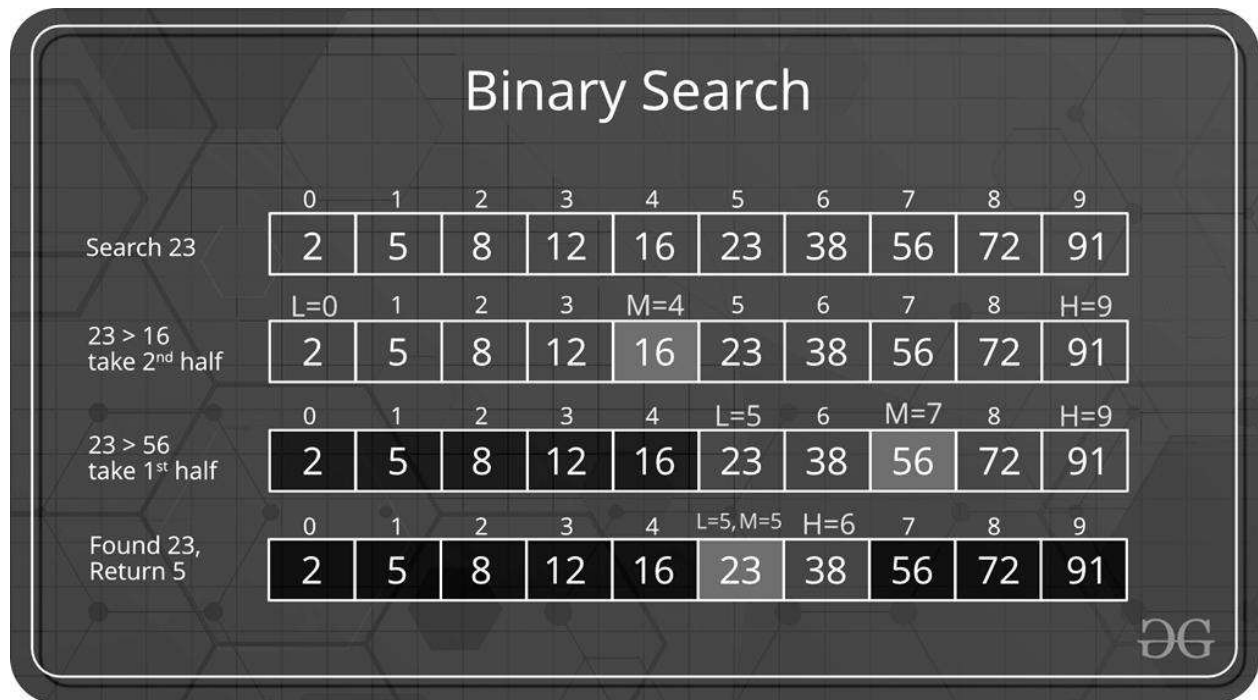 Binary Search
0 1 2 3 4 5 6 7 8 9
Search 23 2 5 8 12 16 23 38 56 72 91
L=0 1 2 3 M=4 5 6 7 8 H=9
23 > 16
take 2nd half 2 5 8 12 16 23 38 56 72 91
0 1 2 3 4 L=5 6 M=7 8 H=9
23 > 56
take 1st half 2 5 8 12 16 23 38 56 72 91
0 1 2 3 4 L=5, M=5 H=6 7 8 9
Found 23,
Return 5 2 5 8 12 16 23 38 56 72 91